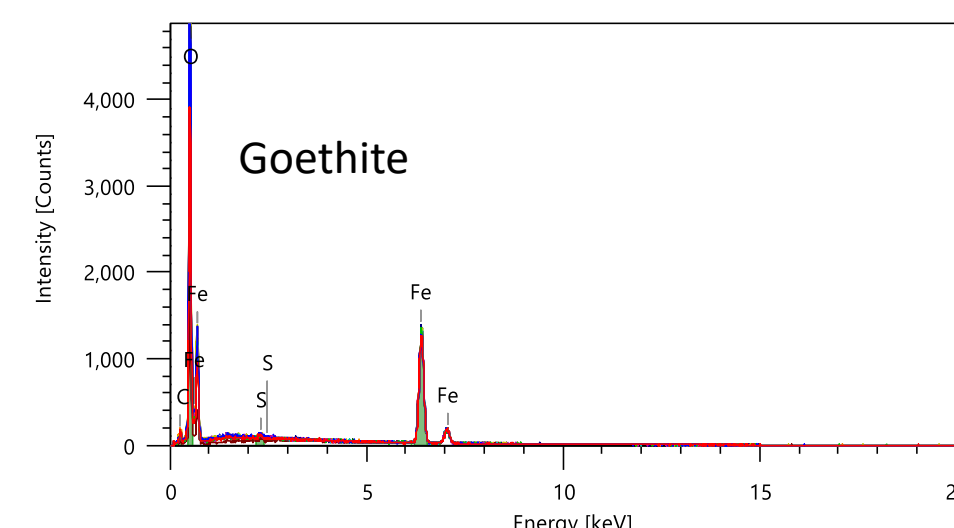 O
4,000
Goethite
3,000
Intensity [Counts]
2,000
Fe
Fe
1,000
Fe
S
C
S
Fe
0
0
5
10
15
2
Energy [keV]